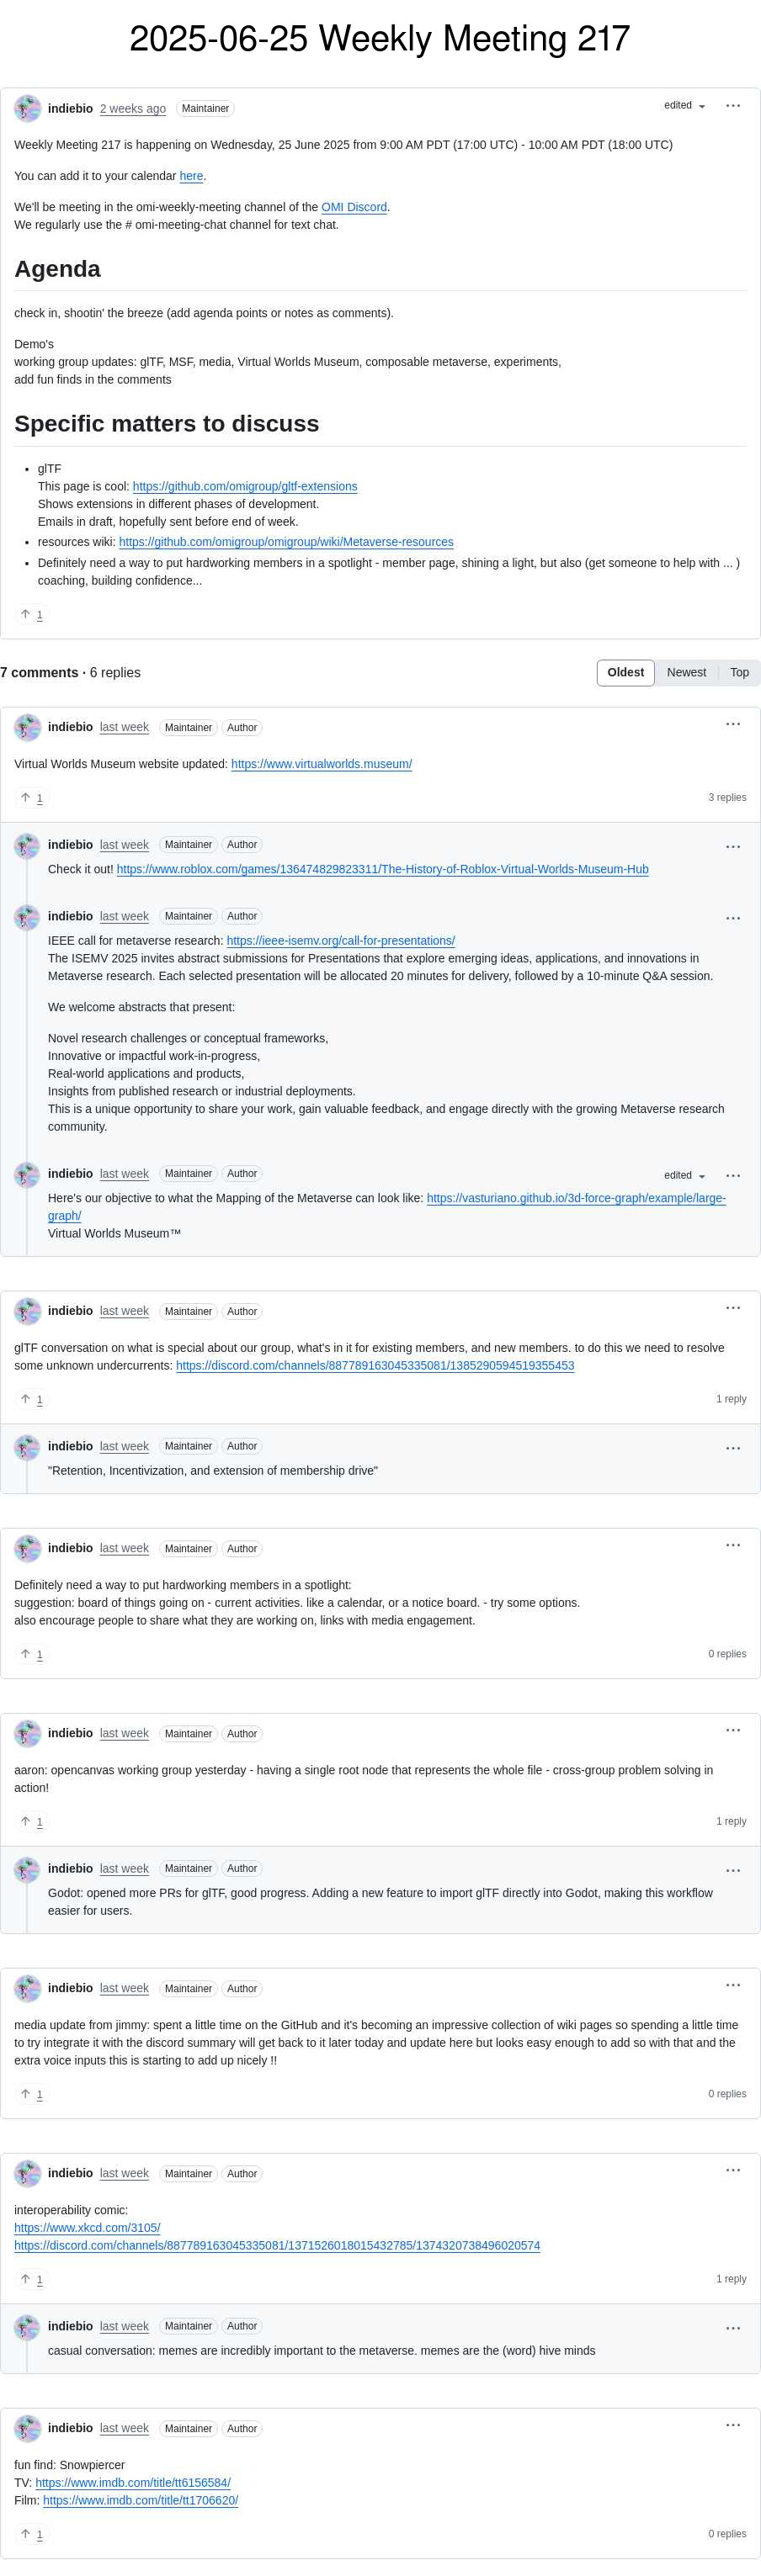 2025-06-25 Weekly Meeting 217
indiebio 2 weeks ago Maintainer edited
Weekly Meeting 217 is happening on Wednesday, 25 June 2025 from 9:00 AM PDT (17:00 UTC) - 10:00 AM PDT (18:00 UTC)
You can add it to your calendar here.
We'll be meeting in the omi-weekly-meeting channel of the OMI Discord.
We regularly use the # omi-meeting-chat channel for text chat.
Agenda
check in, shootin' the breeze (add agenda points or notes as comments).
Demo's
working group updates: glTF, MSF, media, Virtual Worlds Museum, composable metaverse, experiments,
add fun finds in the comments
Specific matters to discuss
• glTF
This page is cool: https://github.com/omigroup/gltf-extensions
Shows extensions in different phases of development.
Emails in draft, hopefully sent before end of week.
• resources wiki: https://github.com/omigroup/omigroup/wiki/Metaverse-resources
• Definitely need a way to put hardworking members in a spotlight - member page, shining a light, but also (get someone to help with ... )
coaching, building confidence...
1
7 comments · 6 replies Oldest Newest Top
indiebio last week Maintainer Author
Virtual Worlds Museum website updated: https://www.virtualworlds.museum/
1 3 replies
indiebio last week Maintainer Author
Check it out! https://www.roblox.com/games/136474829823311/The-History-of-Roblox-Virtual-Worlds-Museum-Hub
indiebio last week Maintainer Author
IEEE call for metaverse research: https://ieee-isemv.org/call-for-presentations/
The ISEMV 2025 invites abstract submissions for Presentations that explore emerging ideas, applications, and innovations in
Metaverse research. Each selected presentation will be allocated 20 minutes for delivery, followed by a 10-minute Q&A session.
We welcome abstracts that present:
Novel research challenges or conceptual frameworks,
Innovative or impactful work-in-progress,
Real-world applications and products,
Insights from published research or industrial deployments.
This is a unique opportunity to share your work, gain valuable feedback, and engage directly with the growing Metaverse research
community.
indiebio last week Maintainer Author edited
Here's our objective to what the Mapping of the Metaverse can look like: https://vasturiano.github.io/3d-force-graph/example/large-
graph/
Virtual Worlds Museum™
indiebio last week Maintainer Author
glTF conversation on what is special about our group, what's in it for existing members, and new members. to do this we need to resolve
some unknown undercurrents: https://discord.com/channels/887789163045335081/1385290594519355453
1 1 reply
indiebio last week Maintainer Author
"Retention, Incentivization, and extension of membership drive"
indiebio last week Maintainer Author
Definitely need a way to put hardworking members in a spotlight:
suggestion: board of things going on - current activities. like a calendar, or a notice board. - try some options.
also encourage people to share what they are working on, links with media engagement.
1 0 replies
indiebio last week Maintainer Author
aaron: opencanvas working group yesterday - having a single root node that represents the whole file - cross-group problem solving in
action!
1 1 reply
indiebio last week Maintainer Author
Godot: opened more PRs for glTF, good progress. Adding a new feature to import glTF directly into Godot, making this workflow
easier for users.
indiebio last week Maintainer Author
media update from jimmy: spent a little time on the GitHub and it's becoming an impressive collection of wiki pages so spending a little time
to try integrate it with the discord summary will get back to it later today and update here but looks easy enough to add so with that and the
extra voice inputs this is starting to add up nicely !!
1 0 replies
indiebio last week Maintainer Author
interoperability comic:
https://www.xkcd.com/3105/
https://discord.com/channels/887789163045335081/1371526018015432785/1374320738496020574
1 1 reply
indiebio last week Maintainer Author
casual conversation: memes are incredibly important to the metaverse. memes are the (word) hive minds
indiebio last week Maintainer Author
fun find: Snowpiercer
TV: https://www.imdb.com/title/tt6156584/
Film: https://www.imdb.com/title/tt1706620/
1 0 replies